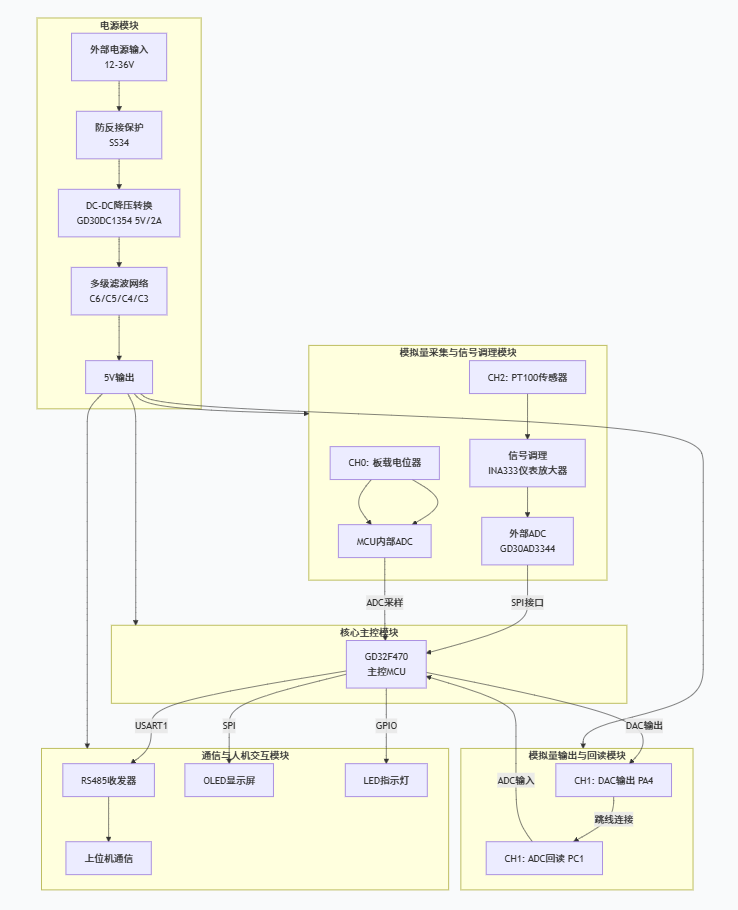 电源模块
外部电源输入
12-36V
防反接保护
SS34
DC-DC降压转换
GD30DC1354 5V/2A
多级滤波网络
C6/C5/C4/C3
5V输出
模拟量采集与信号调理模块
CH2: PT100传感器
CH0: 板载电位器
信号调理
INA333仪表放大器
MCU内部ADC
外部ADC
GD30AD3344
ADC采样
SPI接口
核心主控模块
GD32F470
主控MCU
USART1
SPI
GPIO
DAC输出
通信与人机交互模块
RS485收发器
OLED显示屏
LED指示灯
上位机通信
ADC输入
模拟量输出与回读模块
CH1: DAC输出 PA4
跳线连接
CH1: ADC回读 PC1